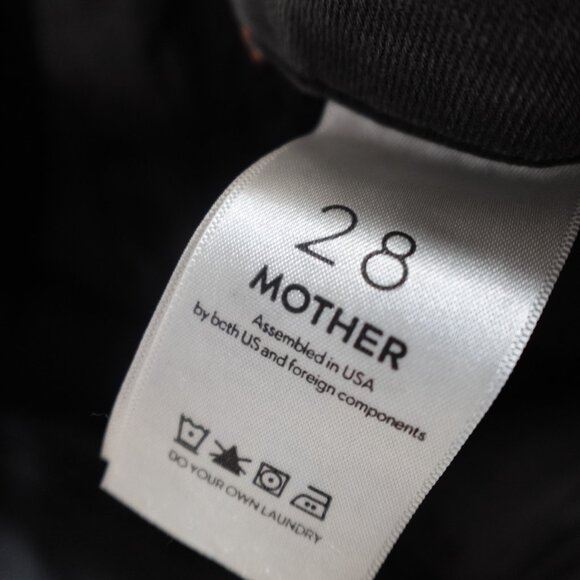 28
MOTHER
Assembled in USA
by both US and foreign components
DO YOUR OWN LAUNDRY